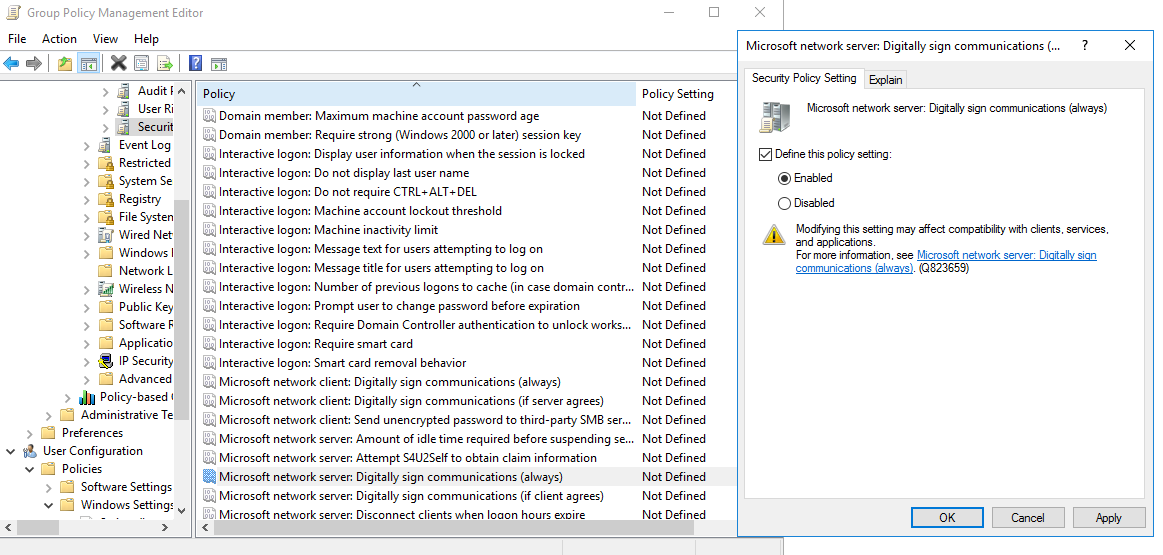 Group Policy Management Editor
File Action View Help
Audit P
User Ri
Securit
Event Log
Restricted
System Se
Registry
File System
Wired Net
Windows
Network L
Wireless N
Public Key
Software R
Applicatio
IP Security
Advanced
Policy-based
Administrative Te
Preferences
User Configuration
Policies
Software Settings
Windows Settings
Policy Policy Setting
Domain member: Maximum machine account password age Not Defined
Domain member: Require strong (Windows 2000 or later) session key Not Defined
Interactive logon: Display user information when the session is locked Not Defined
Interactive logon: Do not display last user name Not Defined
Interactive logon: Do not require CTRL+ALT+DEL Not Defined
Interactive logon: Machine account lockout threshold Not Defined
Interactive logon: Machine inactivity limit Not Defined
Interactive logon: Message text for users attempting to log on Not Defined
Interactive logon: Message title for users attempting to log on Not Defined
Interactive logon: Number of previous logons to cache (in case domain contr... Not Defined
Interactive logon: Prompt user to change password before expiration Not Defined
Interactive logon: Require Domain Controller authentication to unlock works... Not Defined
Interactive logon: Require smart card Not Defined
Interactive logon: Smart card removal behavior Not Defined
Microsoft network client: Digitally sign communications (always) Not Defined
Microsoft network client: Digitally sign communications (if server agrees) Not Defined
Microsoft network client: Send unencrypted password to third-party SMB ser... Not Defined
Microsoft network server: Amount of idle time required before suspending se... Not Defined
Microsoft network server: Attempt S4U2Self to obtain claim information Not Defined
Microsoft network server: Digitally sign communications (always) Not Defined
Microsoft network server: Digitally sign communications (if client agrees) Not Defined
Microsoft network server: Disconnect clients when logon hours expire Not Defined
Microsoft network server: Digitally sign communications (... ?
Security Policy Setting Explain
Microsoft network server: Digitally sign communications (always)
Define this policy setting:
Enabled
Disabled
Modifying this setting may affect compatibility with clients, services,
and applications.
For more information, see Microsoft network server: Digitally sign
communications (always). (Q823659)
OK Cancel Apply